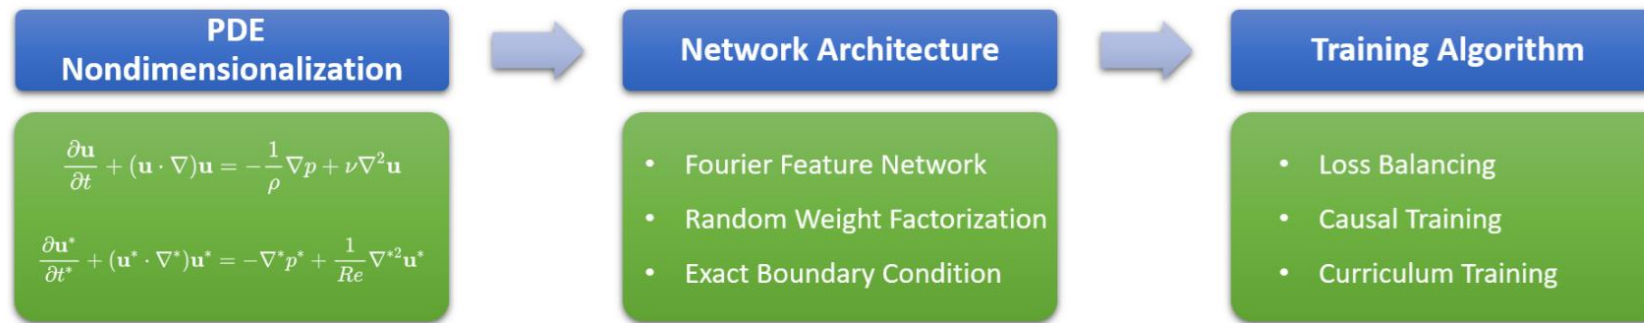 PDE
Nondimensionalization
Network Architecture
Training Algorithm
∂u/∂t + (u · ∇)u = −(1/ρ)∇p + ν∇²u
∂u*/∂t* + (u* · ∇*)u* = −∇*p* + (1/Re)∇*²u*
• Fourier Feature Network
• Random Weight Factorization
• Exact Boundary Condition
• Loss Balancing
• Causal Training
• Curriculum Training